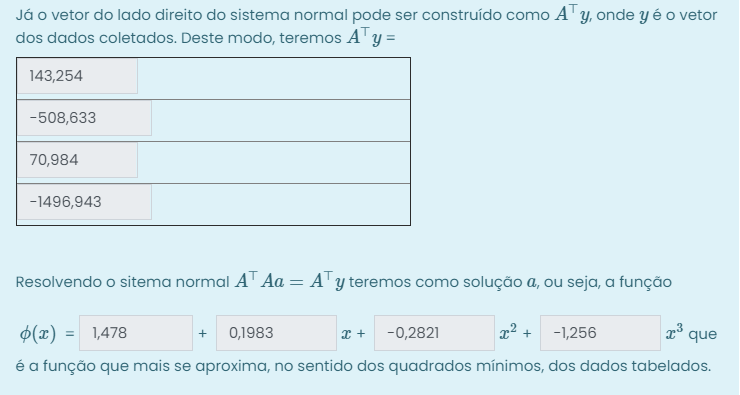 Já o vetor do lado direito do sistema normal pode ser construído como A⊤y, onde y é o vetor
dos dados coletados. Deste modo, teremos A⊤y =
143,254
-508,633
70,984
-1496,943
Resolvendo o sitema normal A⊤Aa = A⊤y teremos como solução a, ou seja, a função
ϕ(x) = 1,478 + 0,1983 x + -0,2821 x² + -1,256 x³ que
é a função que mais se aproxima, no sentido dos quadrados mínimos, dos dados tabelados.